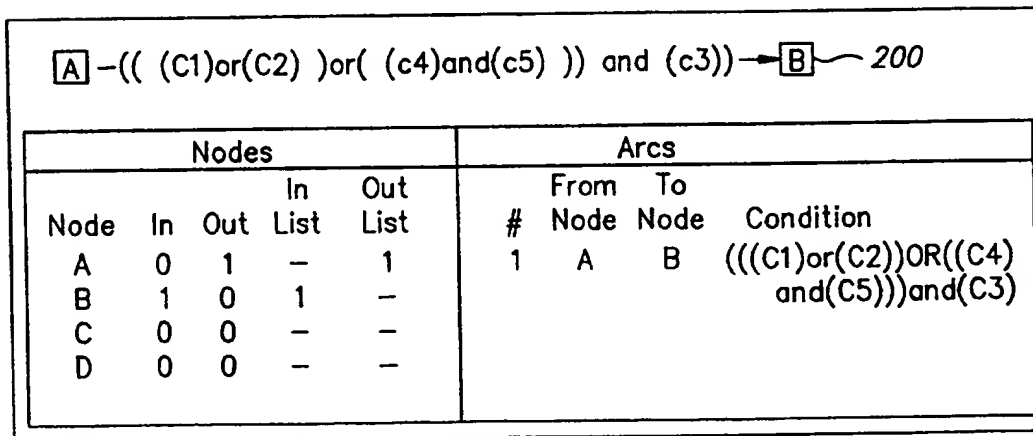 A –(( (C1)or(C2) )or( (c4)and(c5) )) and (c3))→ B 200
Nodes Arcs
In Out From To
Node In Out List List # Node Node Condition
A 0 1 – 1 1 A B (((C1)or(C2))OR((C4)
B 1 0 1 – and(C5)))and(C3)
C 0 0 – –
D 0 0 – –